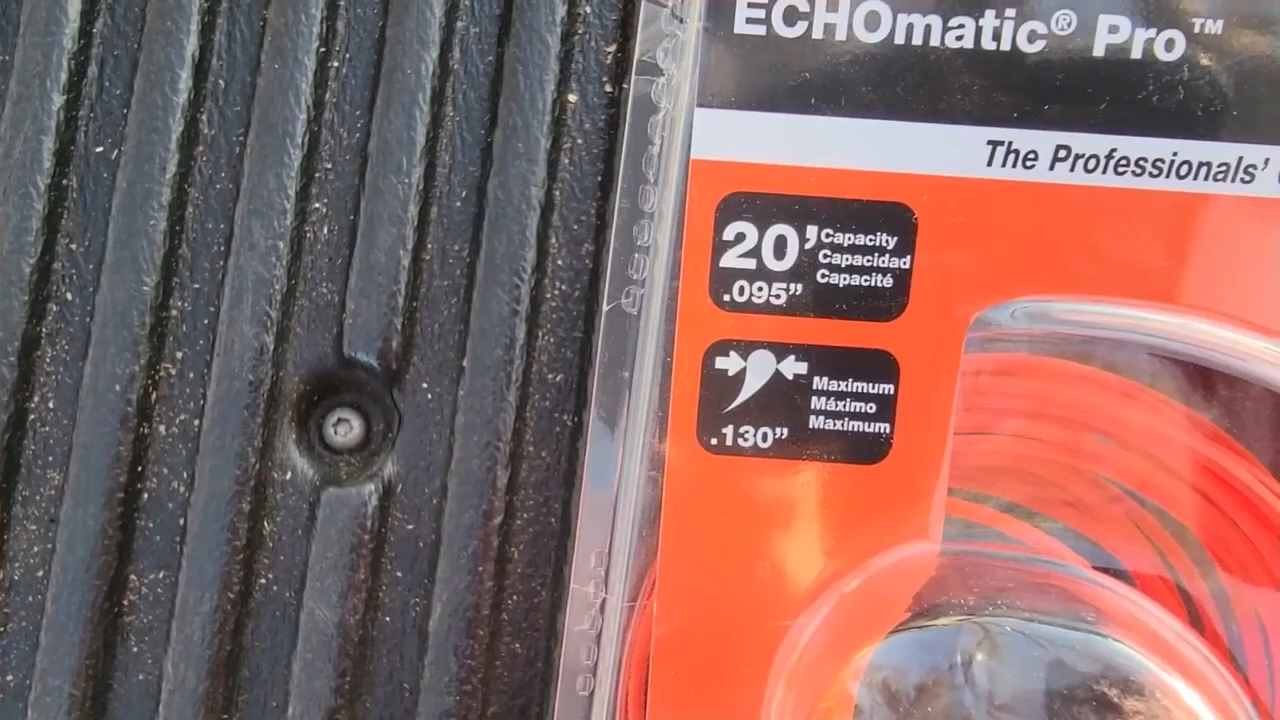 ECHOmatic® Pro™
The Professionals'
20' Capacity
Capacidad
Capacité
.095”
Maximum
Máximo
Maximum
.130”